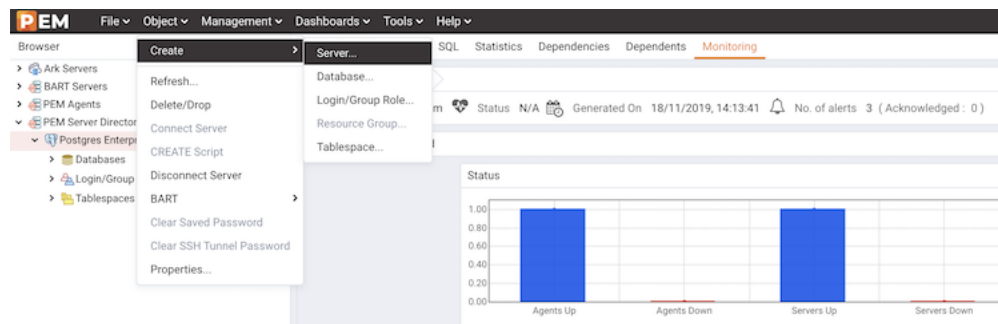 PEM File Object Management Dashboards Tools Help
Browser
SQL Statistics Dependencies Dependents Monitoring
Ark Servers
BART Servers
PEM Agents
PEM Server Director
Postgres Enterpr
Databases
Login/Group
Tablespaces
Create
Refresh...
Delete/Drop
Connect Server
CREATE Script
Disconnect Server
BART
Clear Saved Password
Clear SSH Tunnel Password
Properties...
Server...
Database...
Login/Group Role...
Resource Group...
Tablespace...
Status N/A Generated On 18/11/2019, 14:13:41 No. of alerts 3 (Acknowledged : 0)
Status
1.00
0.80
0.60
0.40
0.20
0.00
Agents Up Agents Down Servers Up Servers Down